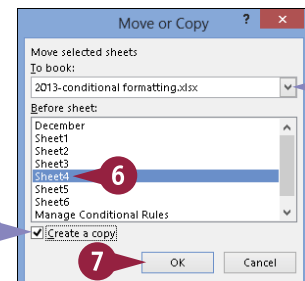 Move or Copy ? ×
Move selected sheets
To book:
2013-conditional formatting.xlsx
Before sheet:
December
Sheet1
Sheet2
Sheet3
Sheet4 6
Sheet5
Sheet6
Manage Conditional Rules
Create a copy
7 OK Cancel